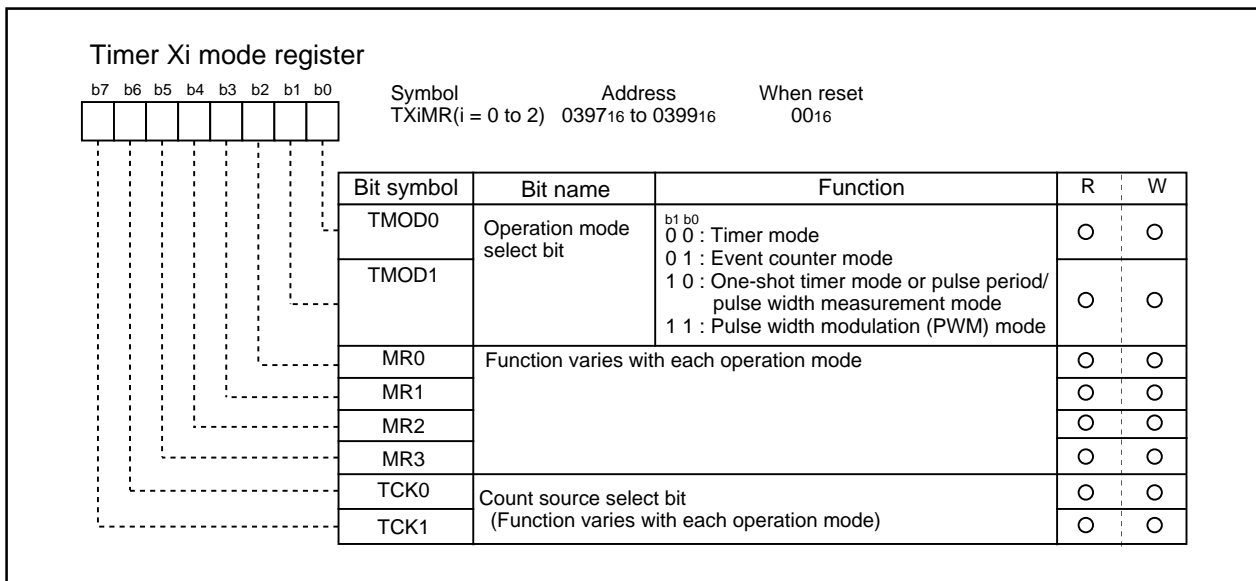 Timer Xi mode register
b7 b6 b5 b4 b3 b2 b1 b0
Symbol Address When reset
TXiMR(i = 0 to 2) 039716 to 039916 0016
Bit symbol Bit name Function R W
TMOD0 Operation mode select bit
b1 b0
0 0 : Timer mode
0 1 : Event counter mode
TMOD1
1 0 : One-shot timer mode or pulse period/
pulse width measurement mode
1 1 : Pulse width modulation (PWM) mode
MR0 Function varies with each operation mode
MR1
MR2
MR3
TCK0 Count source select bit
(Function varies with each operation mode)
TCK1